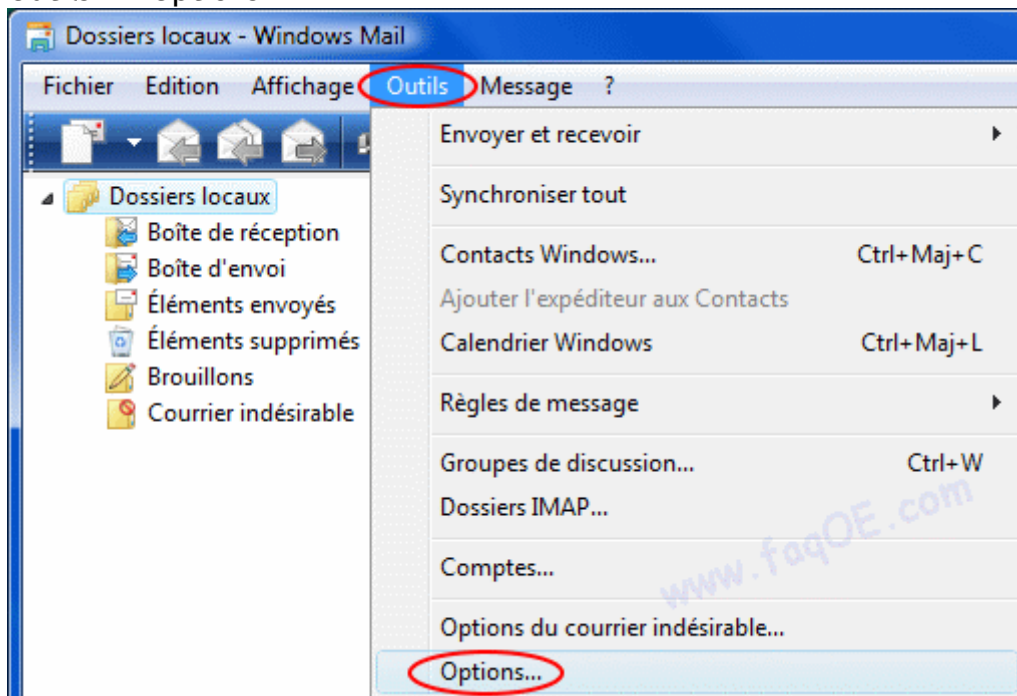 Dossiers locaux - Windows Mail
Fichier Edition Affichage Outils Message ?
Envoyer et recevoir
Synchroniser tout
Contacts Windows... Ctrl+Maj+C
Ajouter l'expéditeur aux Contacts
Calendrier Windows Ctrl+Maj+L
Règles de message
Groupes de discussion... Ctrl+W
Dossiers IMAP...
Comptes...
Options du courrier indésirable...
Options...
Dossiers locaux
Boîte de réception
Boîte d'envoi
Éléments envoyés
Éléments supprimés
Brouillons
Courrier indésirable
www.faqOE.com